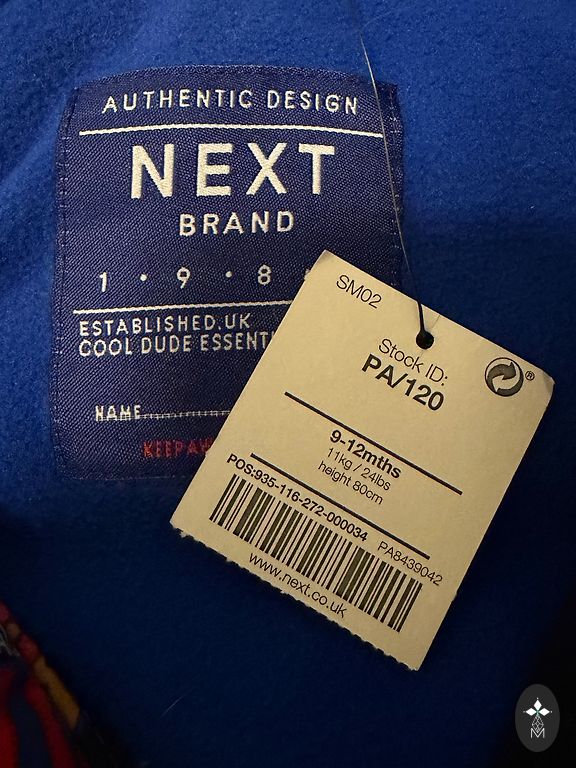 AUTHENTIC DESIGN
NEXT
BRAND
1 • 9 • 8
ESTABLISHED.UK
COOL DUDE
NAME
SM02
Stock ID:
PA/120
9-12mths
11kg / 24lbs
height 80cm
POS:935-116-272-000034
PA8439042
www.next.co.uk
M